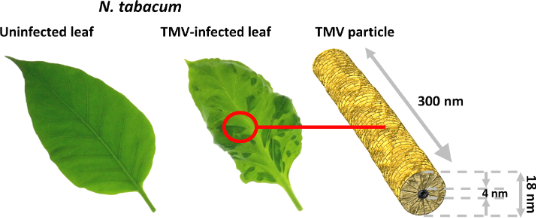 N. tabacum
Uninfected leaf
TMV-infected leaf
TMV particle
300 nm
4 nm
18 nm